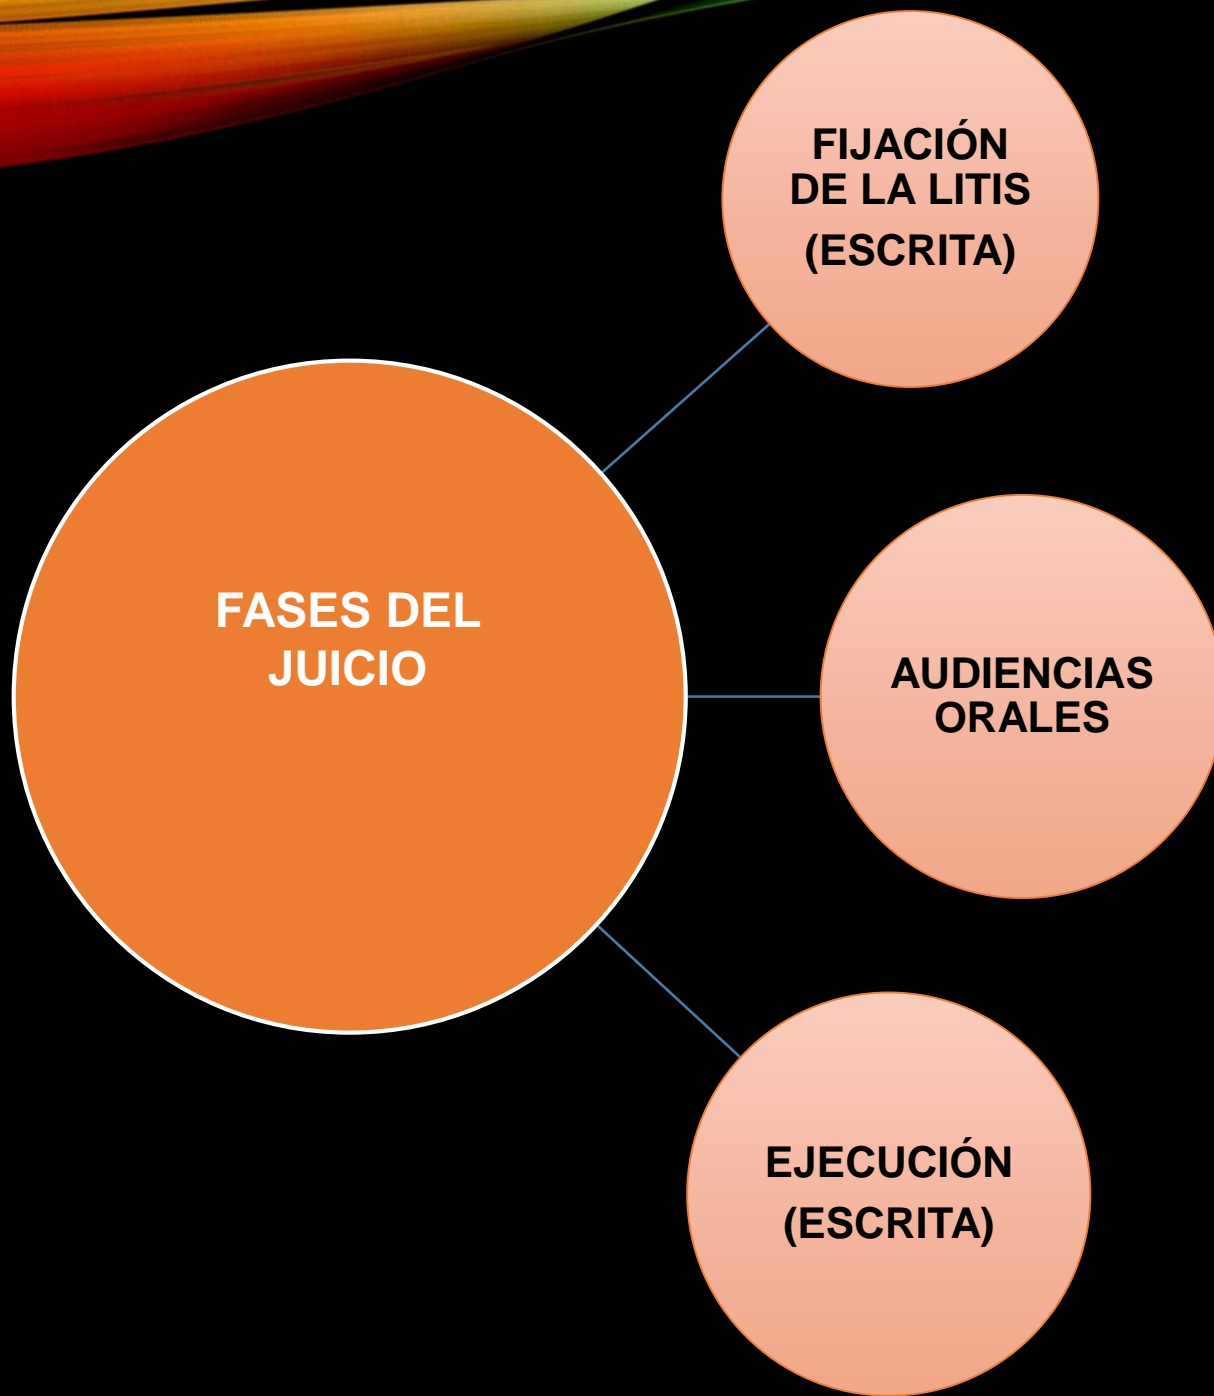 FASES DEL
JUICIO
FIJACIÓN
DE LA LITIS
(ESCRITA)
AUDIENCIAS
ORALES
EJECUCIÓN
(ESCRITA)